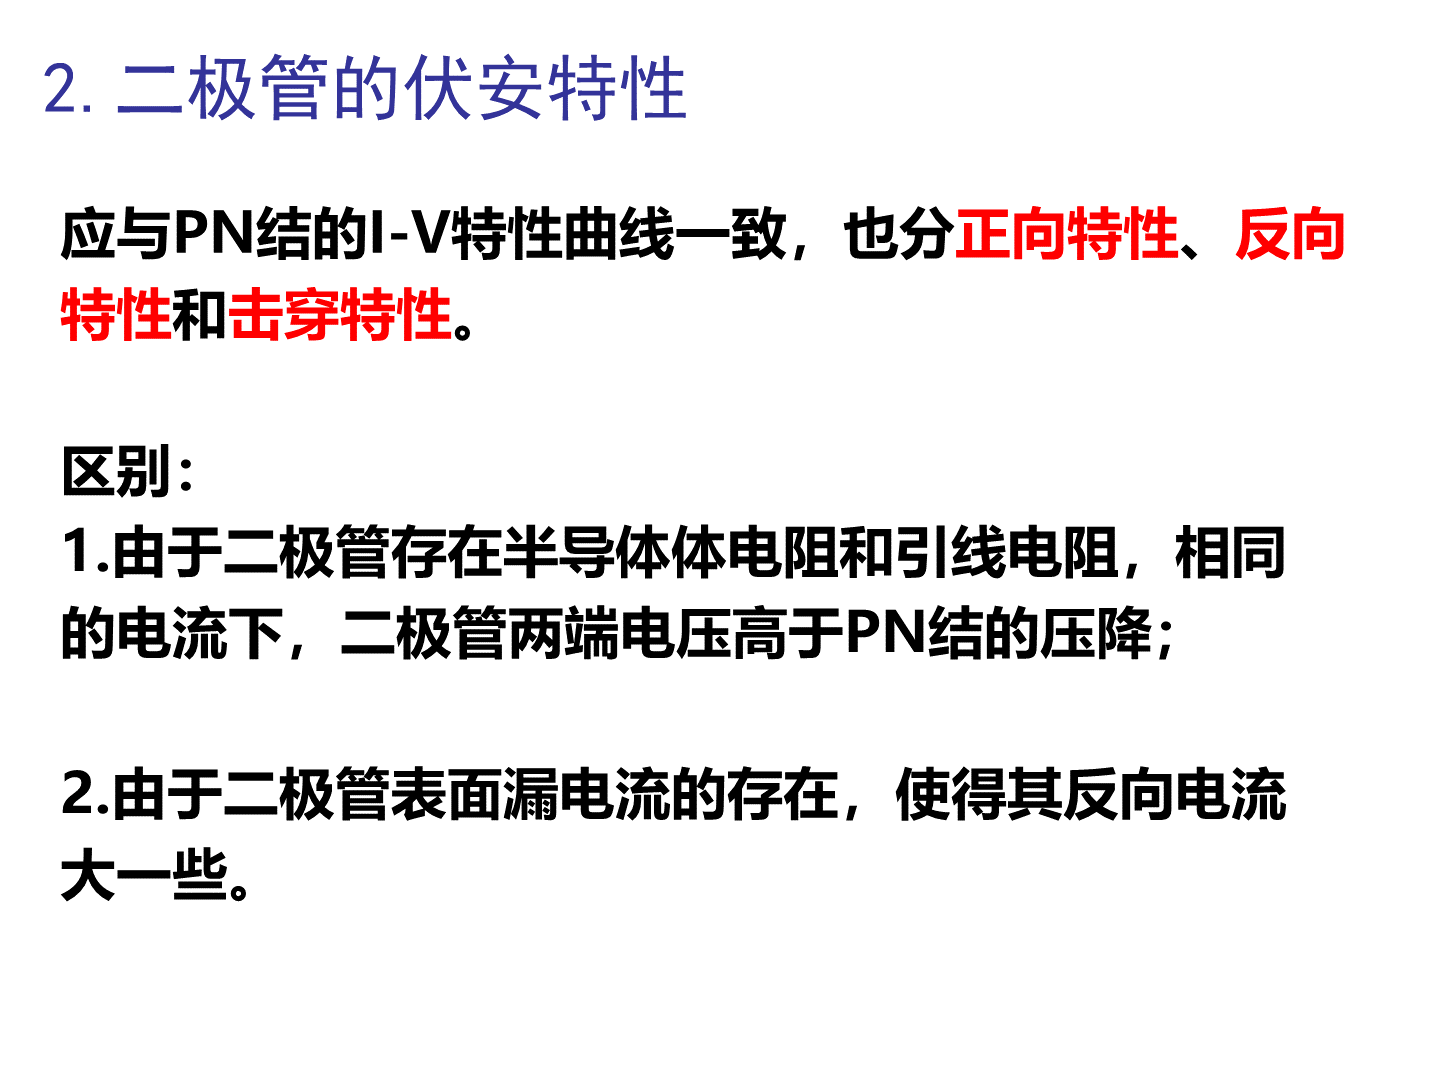 2.二极管的伏安特性
应与PN结的I-V特性曲线一致，也分正向特性、反向
特性和击穿特性。
区别：
1.由于二极管存在半导体体电阻和引线电阻，相同
的电流下，二极管两端电压高于PN结的压降；
2.由于二极管表面漏电流的存在，使得其反向电流
大一些。